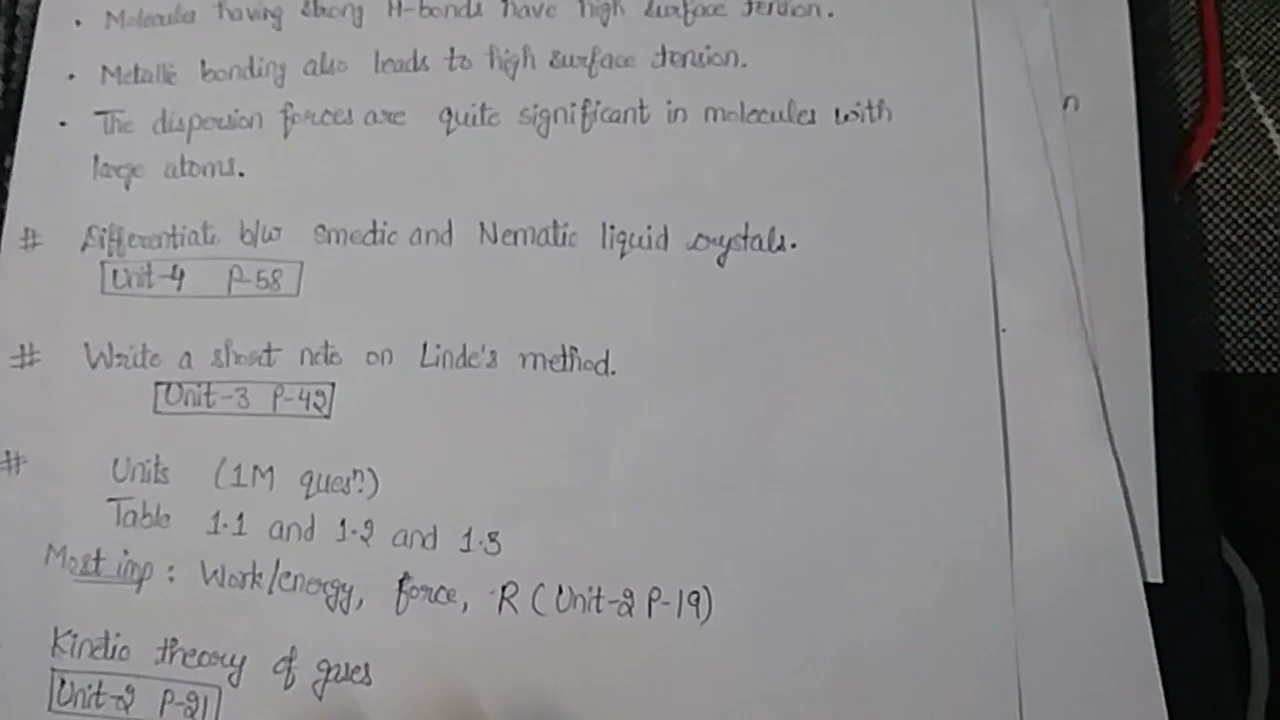 • Molecules having strong H-bonds have high surface tension.
• Metallic bonding also leads to high surface tension.
• The dispersion forces are quite significant in molecules with
large atoms.
# Differentiate b/w Smedic and Nematic liquid crystals.
Unit-4 P-58
# Write a short note on Linde's method.
Unit-3 P-42
# Units (1M quesn)
Table 1.1 and 1.2 and 1.3
Most imp: Work/energy, force, R (Unit-2 P-19)
Kinetic theory of gases
Unit-2 P-21
n